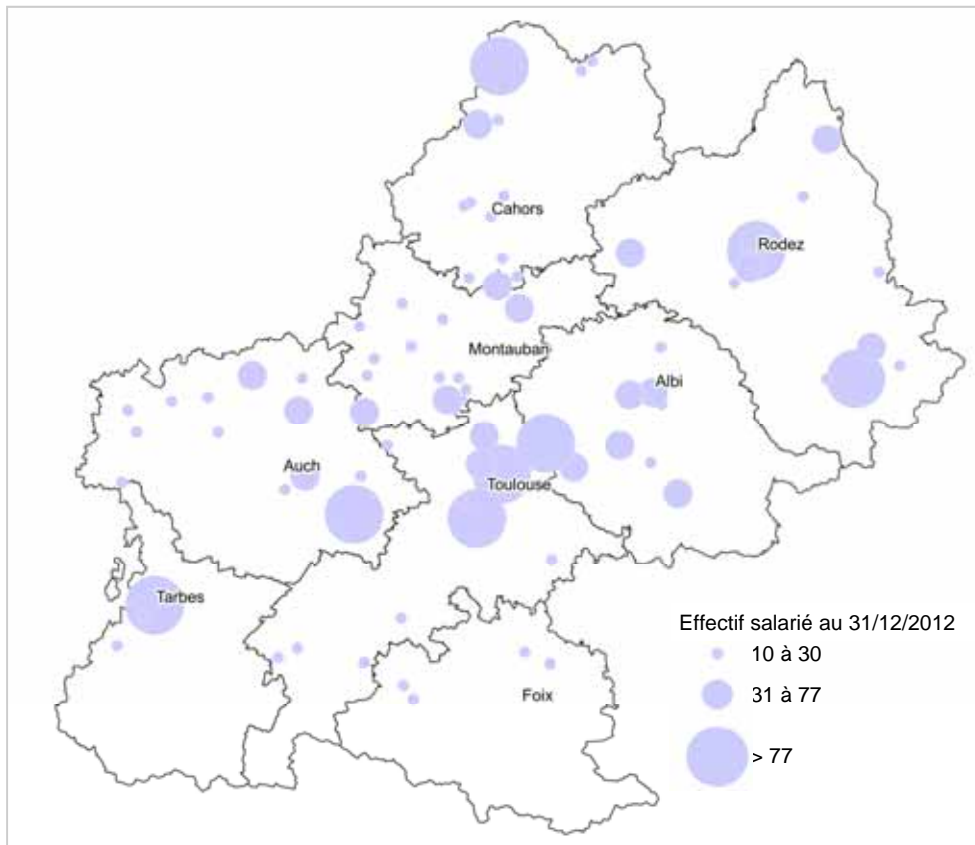 Cahors
Rodez
Montauban
Albi
Auch
Toulouse
Tarbes
Foix
Effectif salarié au 31/12/2012
10 à 30
31 à 77
> 77